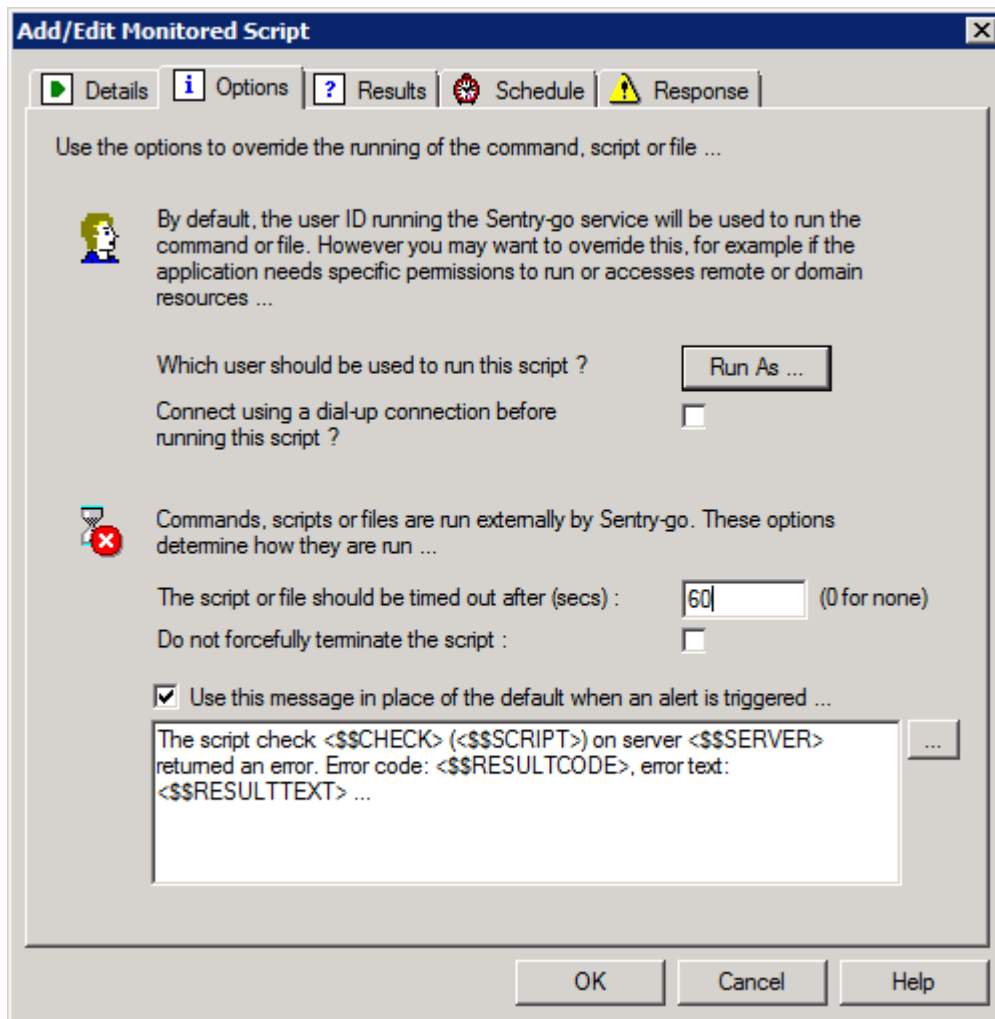 Add/Edit Monitored Script
Details
Options
Results
Schedule
Response
Use the options to override the running of the command, script or file ...
By default, the user ID running the Sentry-go service will be used to run the
command or file. However you may want to override this, for example if the
application needs specific permissions to run or accesses remote or domain
resources ...
Which user should be used to run this script ?
Run As ...
Connect using a dial-up connection before
running this script ?
Commands, scripts or files are run externally by Sentry-go. These options
determine how they are run ...
The script or file should be timed out after (secs) :
60
(0 for none)
Do not forcefully terminate the script :
Use this message in place of the default when an alert is triggered ...
The script check <$$CHECK> (<$$SCRIPT>) on server <$$SERVER>
returned an error. Error code: <$$RESULTCODE>, error text:
<$$RESULTTEXT> ...
...
OK
Cancel
Help